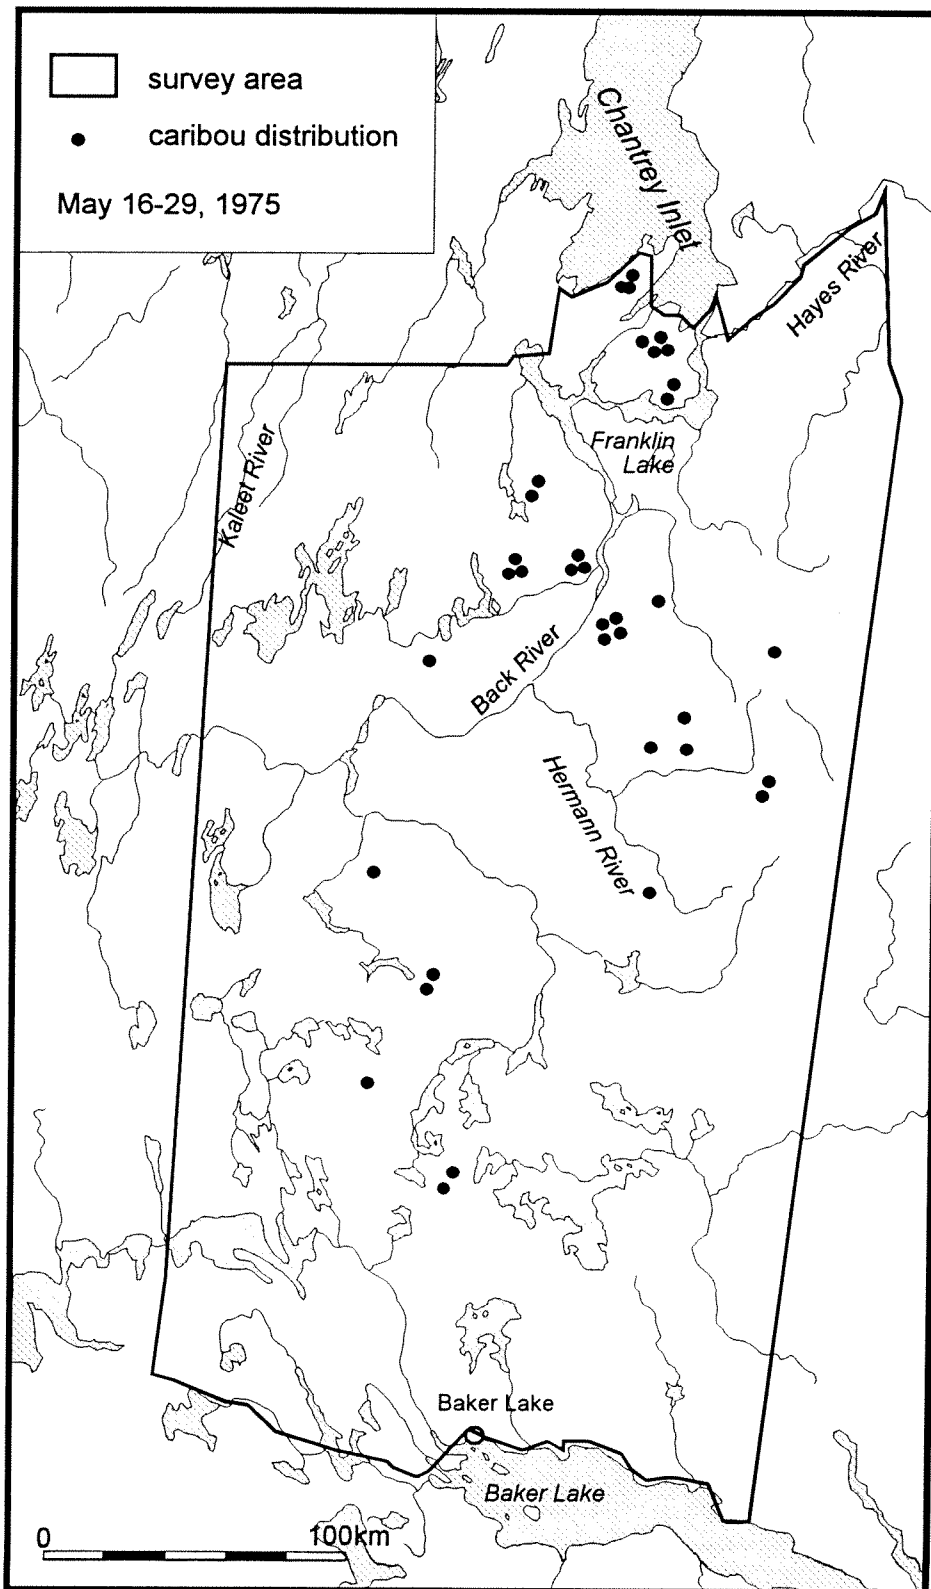 survey area
caribou distribution
May 16-29, 1975
Chantrey Inlet
Hayes River
Franklin
Lake
Kaleet River
Back River
Hermann River
Baker Lake
Baker Lake
0 100km